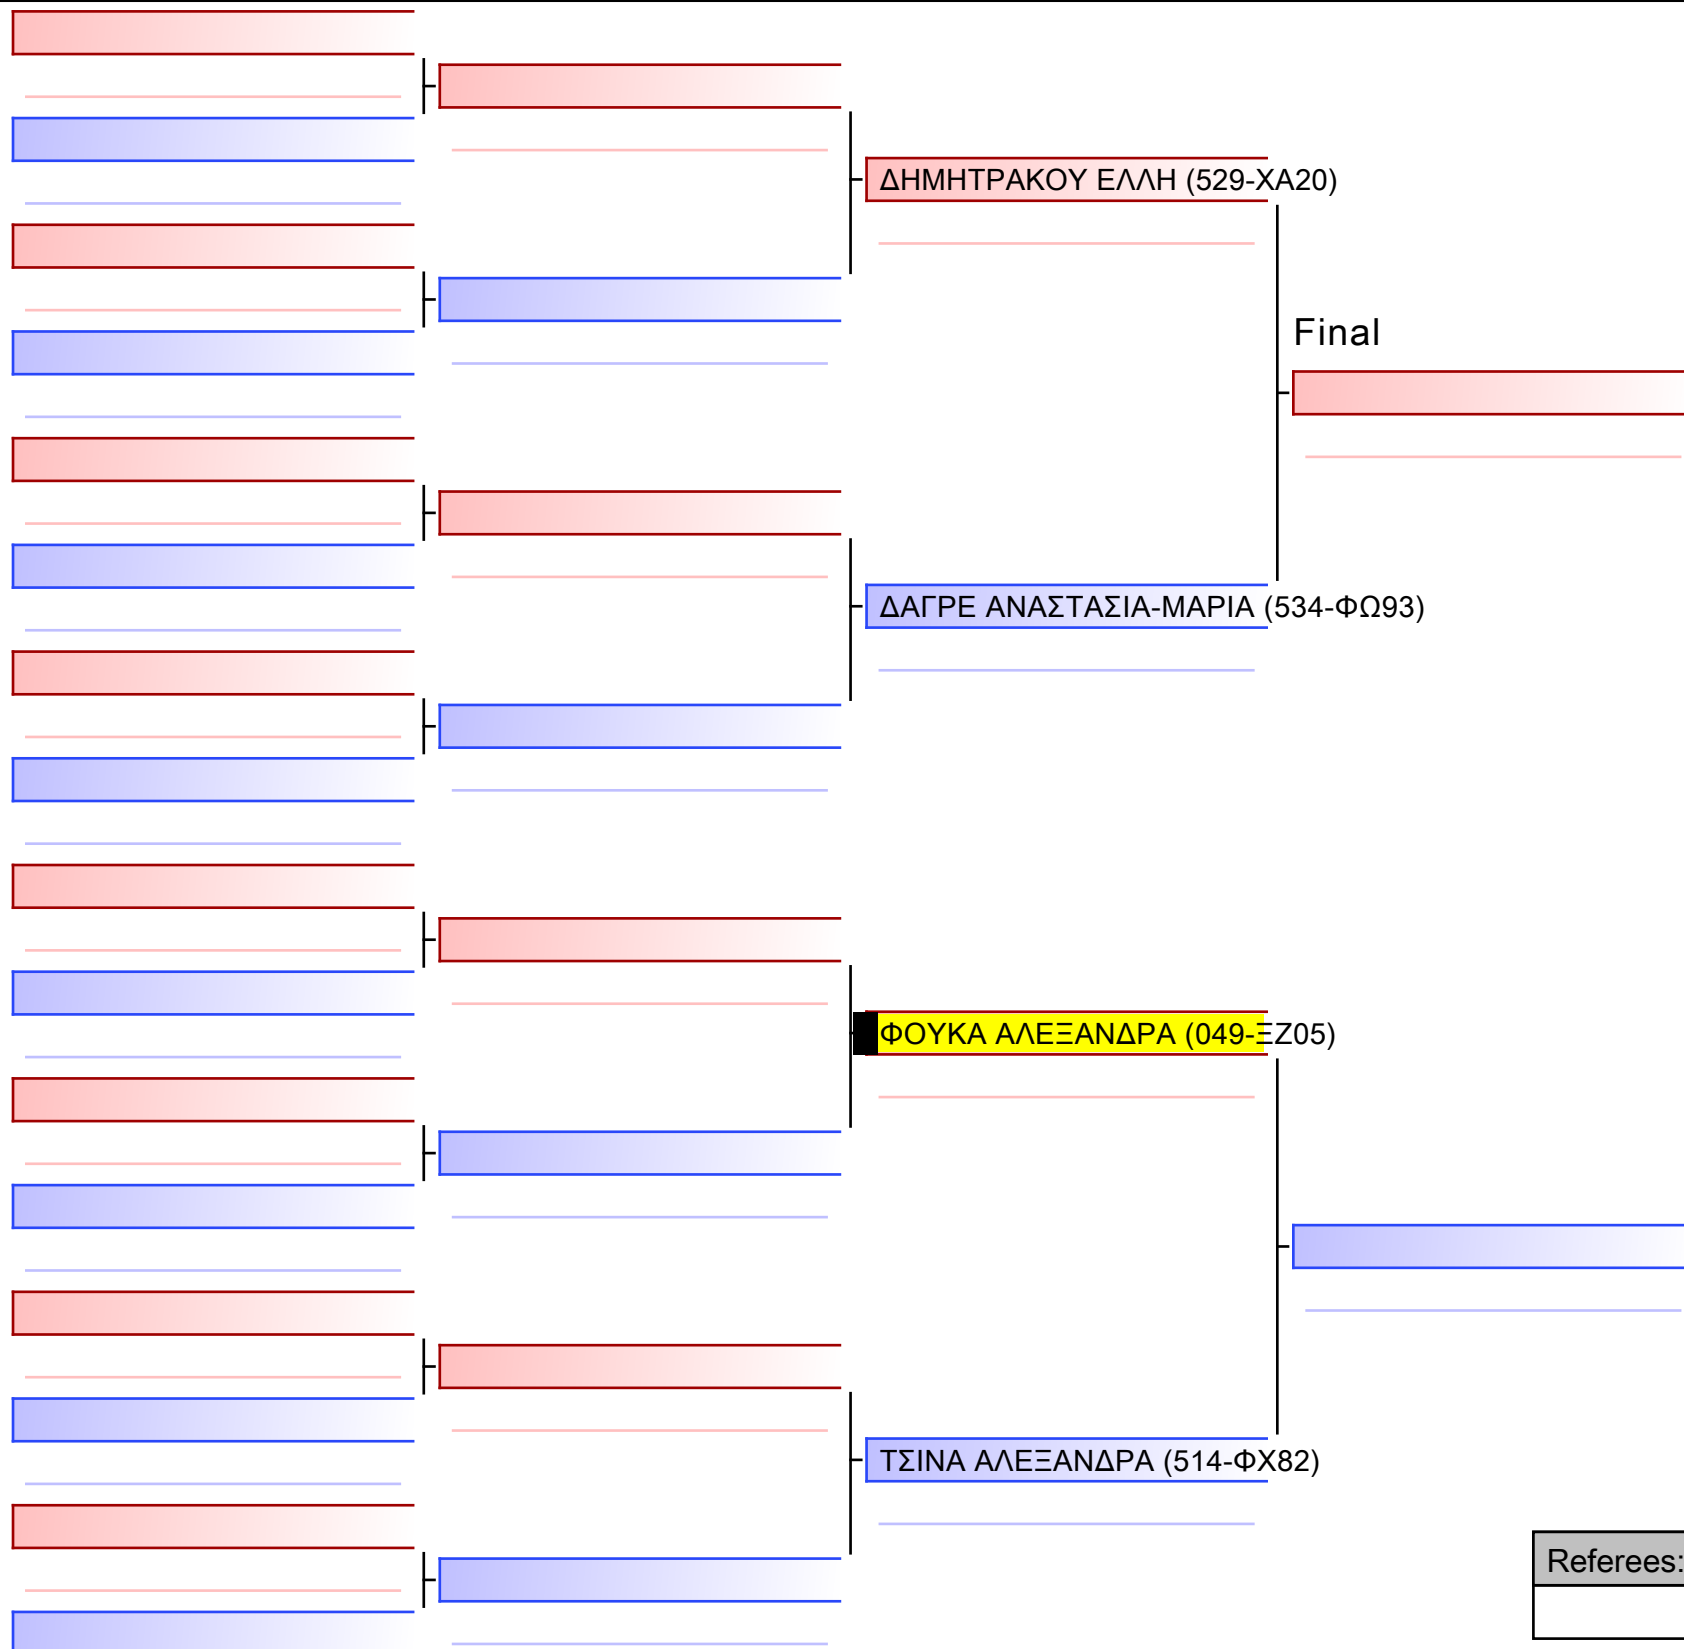 ΔΗΜΗΤΡΑΚΟΥ ΕΛΛΗ (529-ΧΑ20)
Final
ΔΑΓΡΕ ΑΝΑΣΤΑΣΙΑ-ΜΑΡΙΑ (534-ΦΩ93)
ΦΟΥΚΑ ΑΛΕΞΑΝΔΡΑ (049-ΞΖ05)
ΤΣΙΝΑ ΑΛΕΞΑΝΔΡΑ (514-ΦΧ82)
Referees: